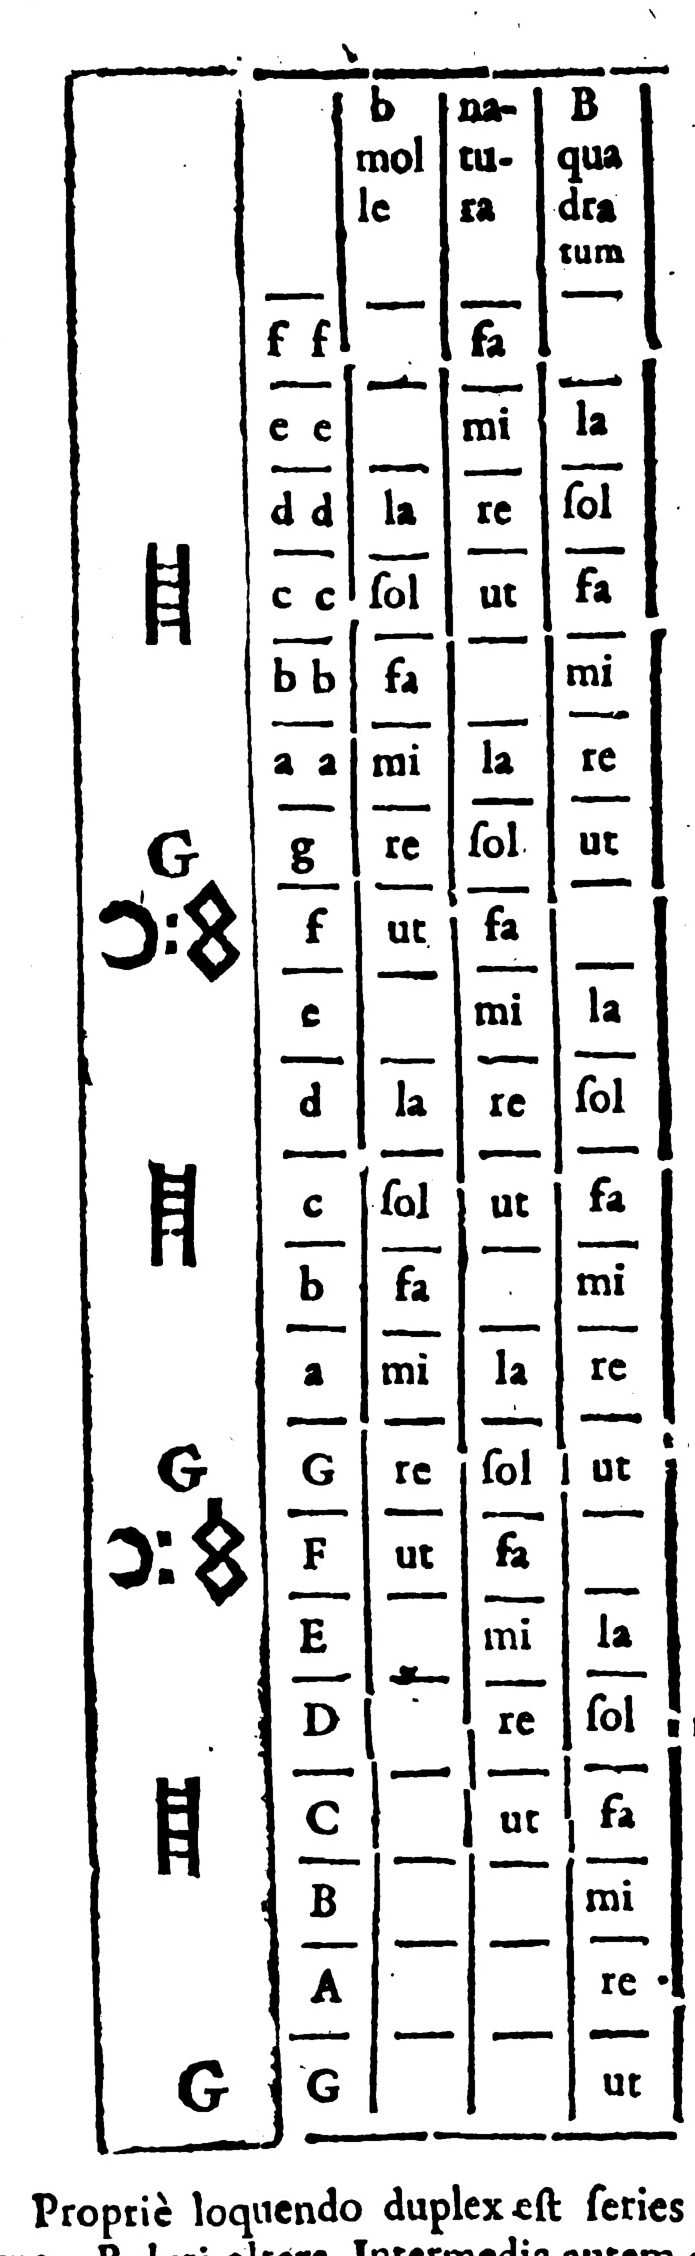 b na- B
mol tu- qua
le ra dra
tum
f f fa
e e mi la
d d la re ſol
c c ſol ut fa
b b fa mi
a a mi la re
G g re ſol ut
f ut fa
e mi la
d la re ſol
c ſol ut fa
b fa mi
a mi la re
G G re ſol ut
F ut fa
E mi la
D re ſol
C ut fa
B mi
A re
G G ut
Propriè loquendo duplex eſt ſeries
altera. Intermedia autem